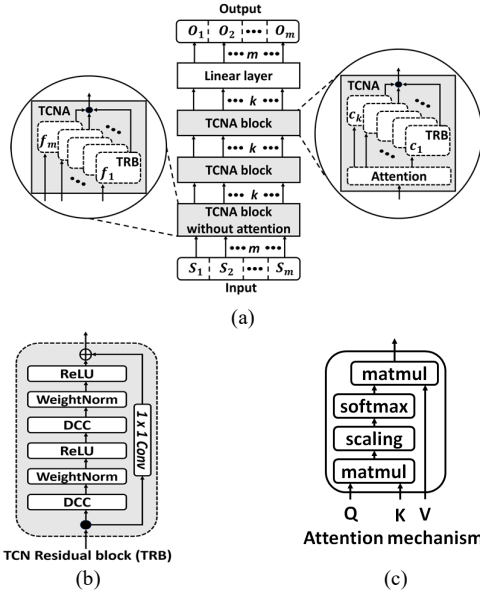 Output
O₁ O₂ ••• Oₘ
••• m •••
Linear layer
••• k •••
TCNA block
••• k •••
TCNA block
••• k •••
TCNA block
without attention
••• m •••
S₁ S₂ ••• Sₘ
Input
TCNA
fₘ
•••
TRB
f₁
•••
TCNA
cₖ
•••
TRB
c₁
•••
Attention
(a)
ReLU
WeightNorm
DCC
ReLU
WeightNorm
DCC
1 x 1 Conv
TCN Residual block (TRB)
(b)
matmul
softmax
scaling
matmul
Q K V
Attention mechanism
(c)